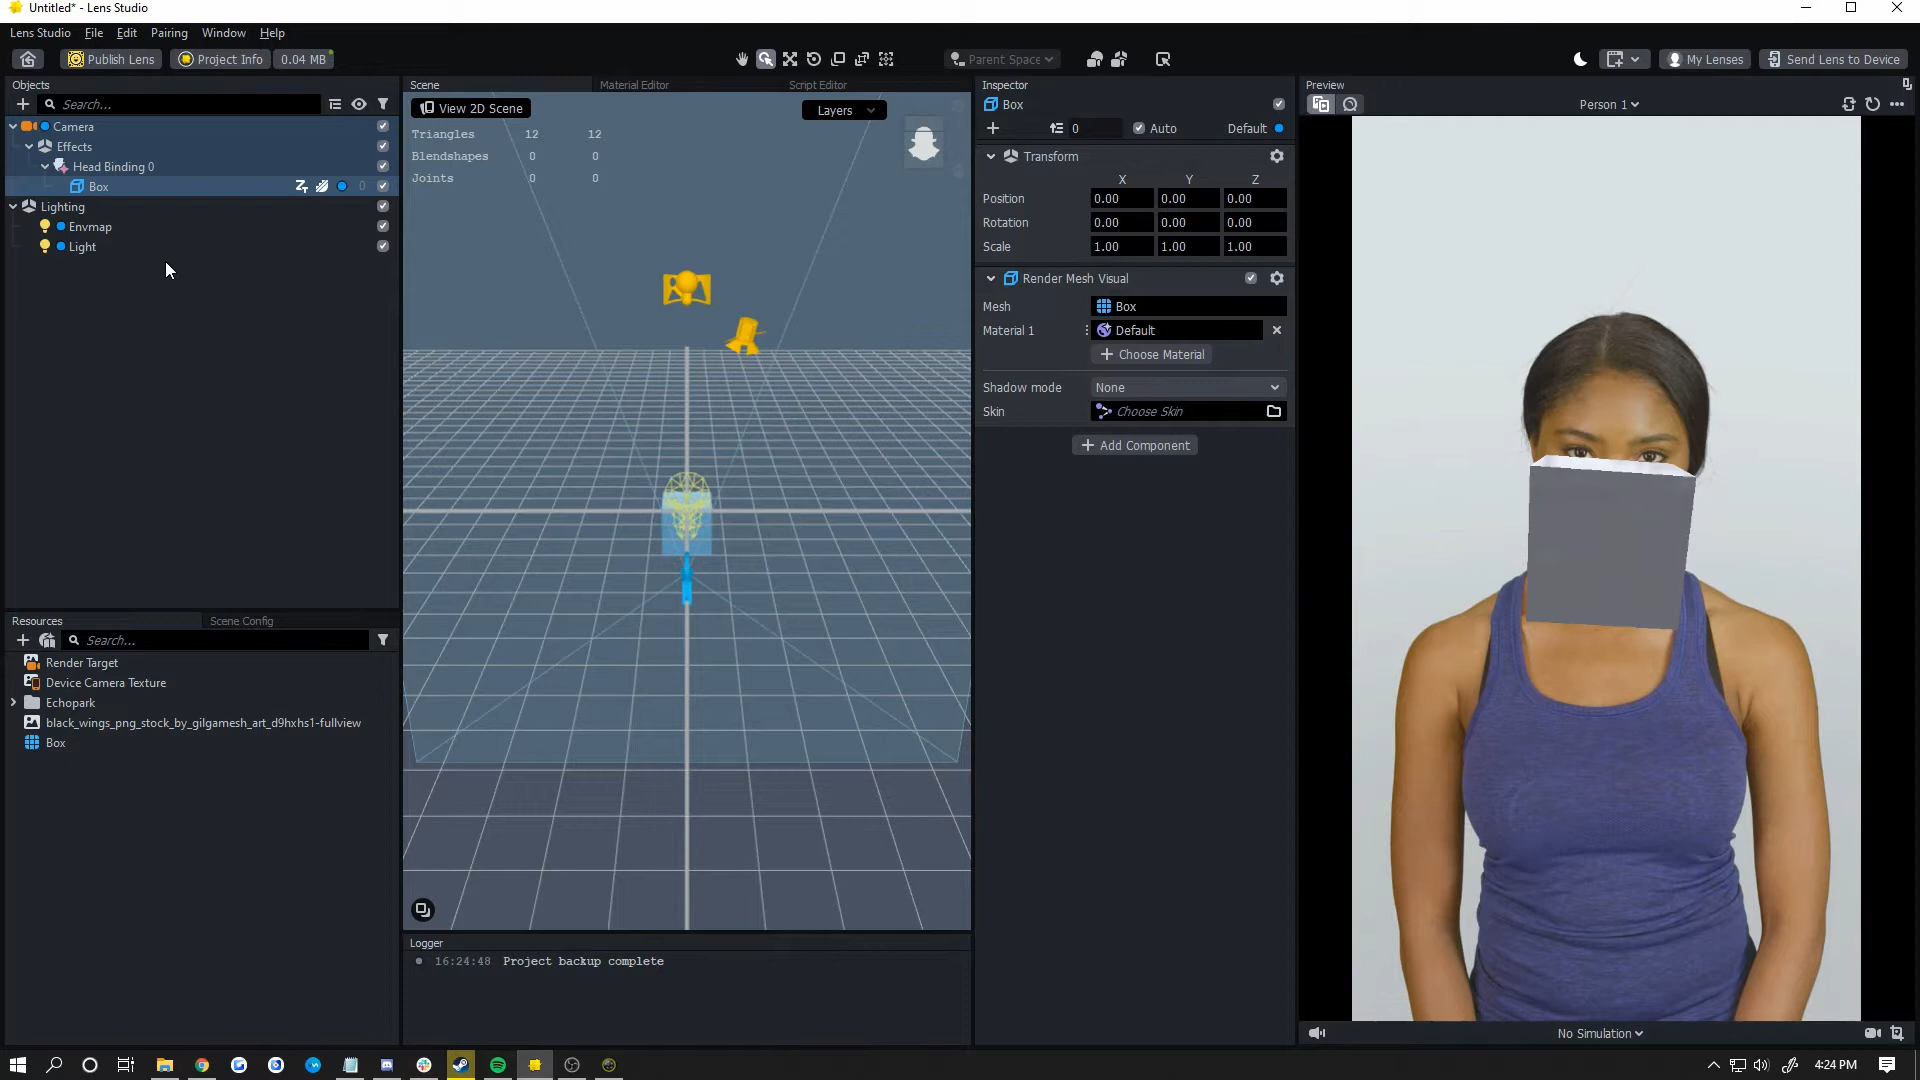 Untitled* - Lens Studio
Lens Studio File Edit Pairing Window Help
Publish Lens Project Info 0.04 MB Parent Space My Lenses Send Lens to Device
Objects
Search...
Camera
Effects
Head Binding 0
Box 0
Lighting
Envmap
Light
Resources Scene Config
Search...
Render Target
Device Camera Texture
Echopark
black_wings_png_stock_by_gilgamesh_art_d9hxhs1-fullview
Box
Scene Material Editor Script Editor
View 2D Scene Layers
Triangles 12 12
Blendshapes 0 0
Joints 0 0
Logger
16:24:48 Project backup complete
Inspector
Box
0 Auto Default
Transform
X Y Z
Position 0.00 0.00 0.00
Rotation 0.00 0.00 0.00
Scale 1.00 1.00 1.00
Render Mesh Visual
Mesh Box
Material 1 Default
Choose Material
Shadow mode None
Skin Choose Skin
Add Component
Preview
Person 1
No Simulation
4:24 PM